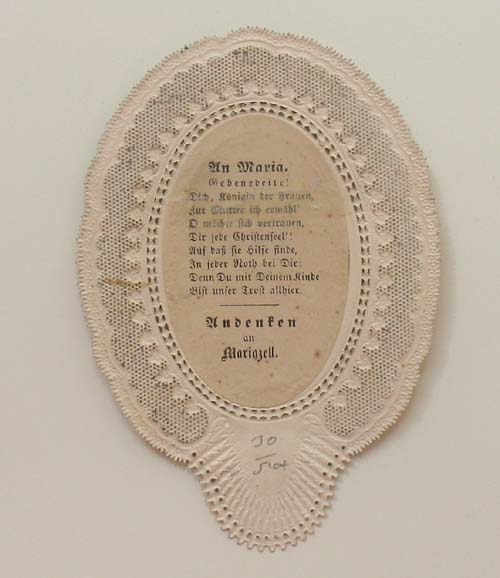 An Maria.
Gebenedeite!
Dich, Königin der Frauen,
Zur Mutter ich erwähl'
O möcht' sich vertrauen,
Dir jede Christenseel'!
Auf daß sie Hilfe finde,
In jeder Noth bei Dir:
Denn Du mit Deinem Kinde
Bist unser Trost allhier.
Andenken
an
Mariazell.
30